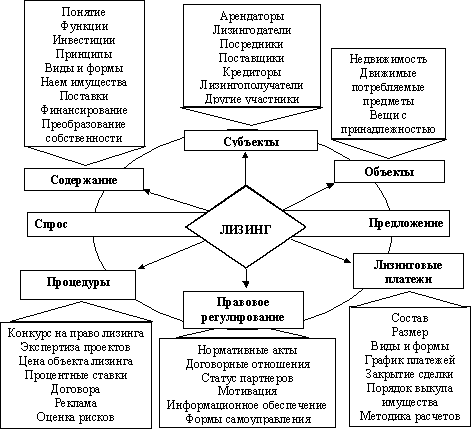 Понятие
Функции
Инвестиции
Принципы
Виды и формы
Наем имущества
Поставки
Финансирование
Преобразование
собственности
Арендаторы
Лизингодатели
Посредники
Поставщики
Кредиторы
Лизингополучатели
Другие участники
Недвижимость
Движимые
потребляемые
предметы
Вещи с
принадлежностью
Субъекты
Содержание
Объекты
Спрос
ЛИЗИНГ
Предложение
Процедуры
Правовое
регулирование
Лизинговые
платежи
Конкурс на право лизинга
Экспертиза проектов
Цена объекта лизинга
Процентные ставки
Договора
Реклама
Оценка рисков
Нормативные акты
Договорные отношения
Статус партнеров
Мотивация
Информационное обеспечение
Формы самоуправления
Состав
Размер
Виды и формы
График платежей
Закрытие сделки
Порядок выкупа
имущества
Методика расчетов